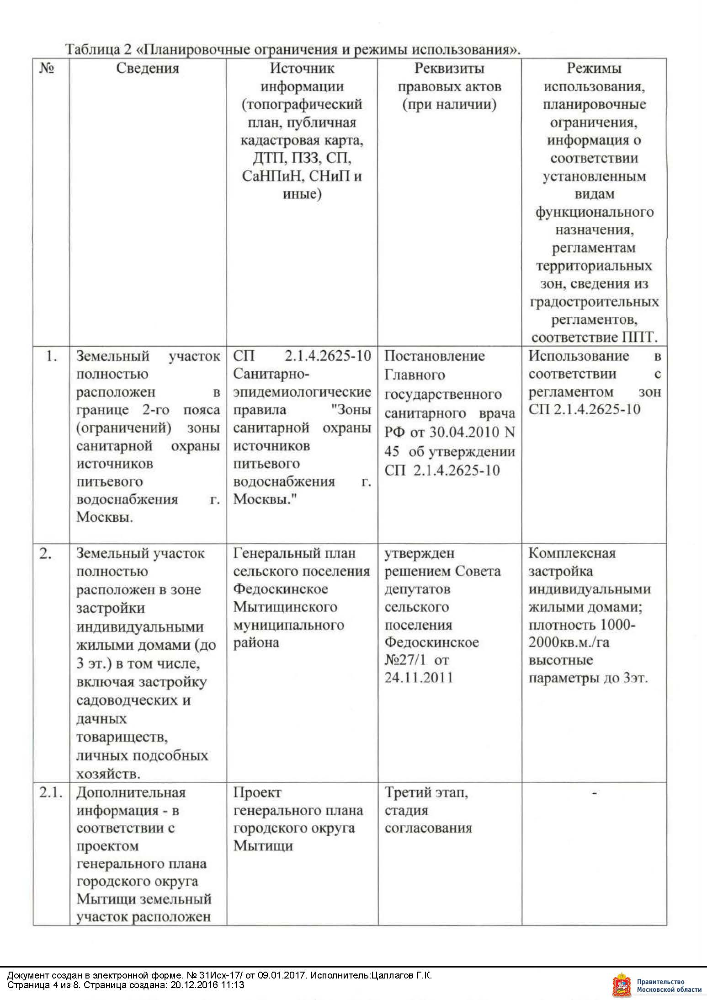 Таблица 2 «Планировочные ограничения и режимы использования».
№
Сведения
Источник
информации
(топографический
план, публичная
кадастровая карта,
ДТП, ПЗЗ, СП,
СаНПиН, СНиП и
иные)
Реквизиты
правовых актов
(при наличии)
Режимы
использования,
планировочные
ограничения,
информация о
соответствии
установленным
видам
функционального
назначения,
регламентам
территориальных
зон, сведения из
градостроительных
регламентов,
соответствие ППТ.
1.
Земельный участок
полностью
расположен в
границе 2-го пояса
(ограничений) зоны
санитарной охраны
источников
питьевого
водоснабжения г.
Москвы.
СП 2.1.4.2625-10
Санитарно-
эпидемиологические
правила "Зоны
санитарной охраны
источников
питьевого
водоснабжения г.
Москвы."
Постановление
Главного
государственного
санитарного врача
РФ от 30.04.2010 N
45 об утверждении
СП 2.1.4.2625-10
Использование в
соответствии с
регламентом зон
СП 2.1.4.2625-10
2.
Земельный участок
полностью
расположен в зоне
застройки
индивидуальными
жилыми домами (до
3 эт.) в том числе,
включая застройку
садоводческих и
дачных
товариществ,
личных подсобных
хозяйств.
Генеральный план
сельского поселения
Федоскинское
Мытищинского
муниципального
района
утвержден
решением Совета
депутатов
сельского
поселения
Федоскинское
№27/1 от
24.11.2011
Комплексная
застройка
индивидуальными
жилыми домами;
плотность 1000-
2000кв.м./га
высотные
параметры до 3эт.
2.1.
Дополнительная
информация - в
соответствии с
проектом
генерального плана
городского округа
Мытищи земельный
участок расположен
Проект
генерального плана
городского округа
Мытищи
Третий этап,
стадия
согласования
-
Документ создан в электронной форме. № 31Исх-17/ от 09.01.2017. Исполнитель:Цаллагов Г.К.
Страница 4 из 8. Страница создана: 20.12.2016 11:13
Правительство
Московской области